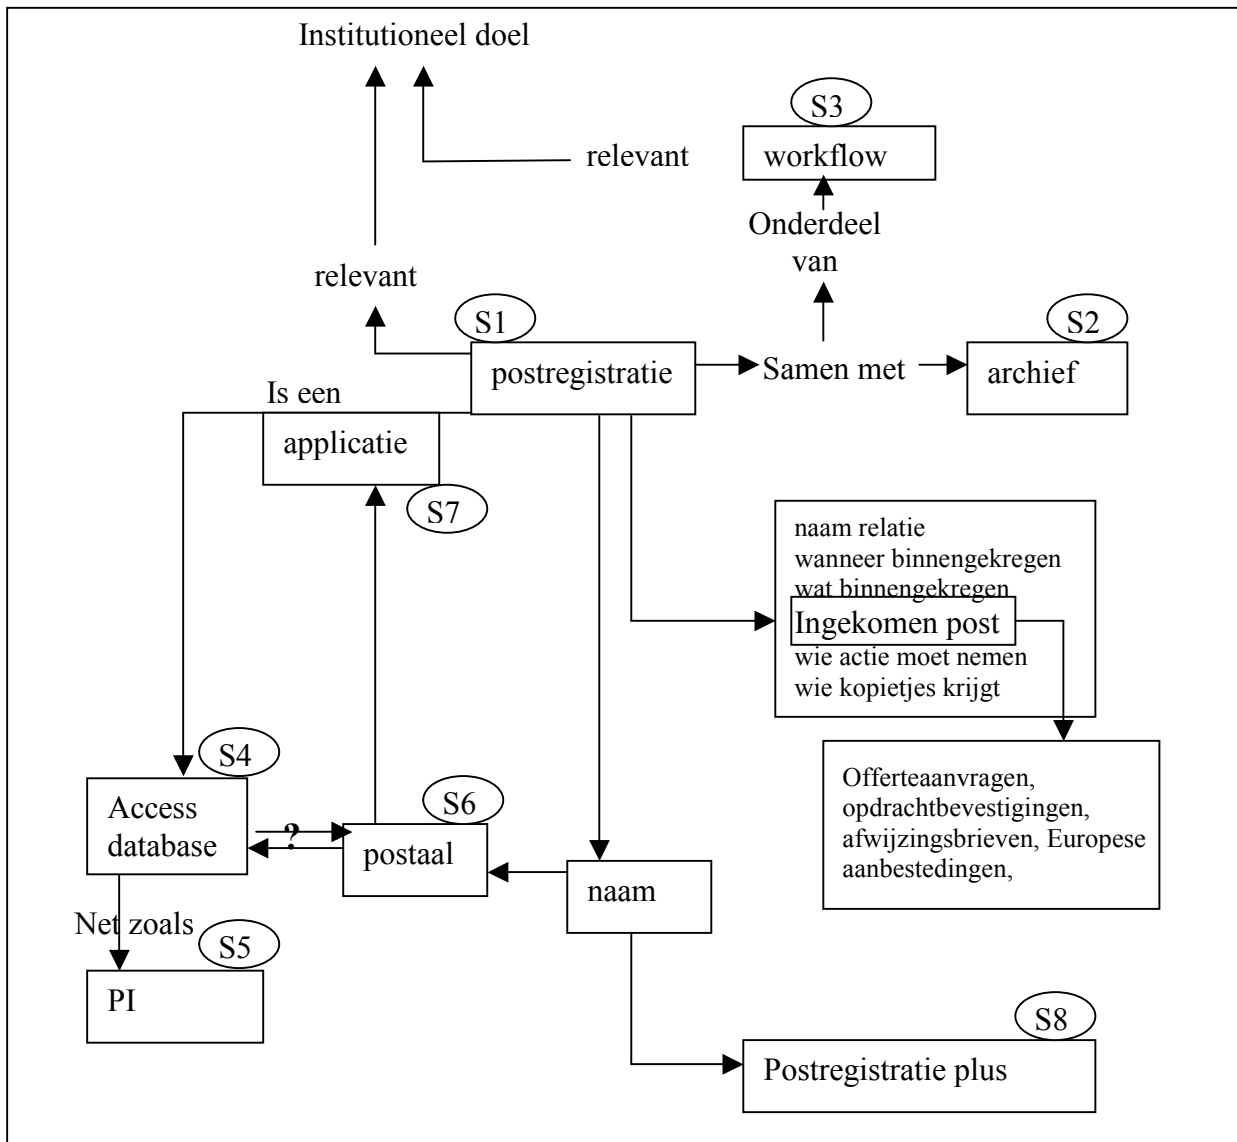 Institutioneel doel
S3
relevant
workflow
Onderdeel
van
relevant
S1
S2
postregistratie
Samen met
archief
Is een
applicatie
S7
naam relatie
wanneer binnengekregen
wat binnengekregen
Ingekomen post
wie actie moet nemen
wie kopietjes krijgt
S4
Access
database
?
S6
postaal
Offerteaanvragen,
opdrachtbevestigingen,
afwijzingsbrieven, Europese
aanbestedingen,
naam
Net zoals
S5
PI
S8
Postregistratie plus